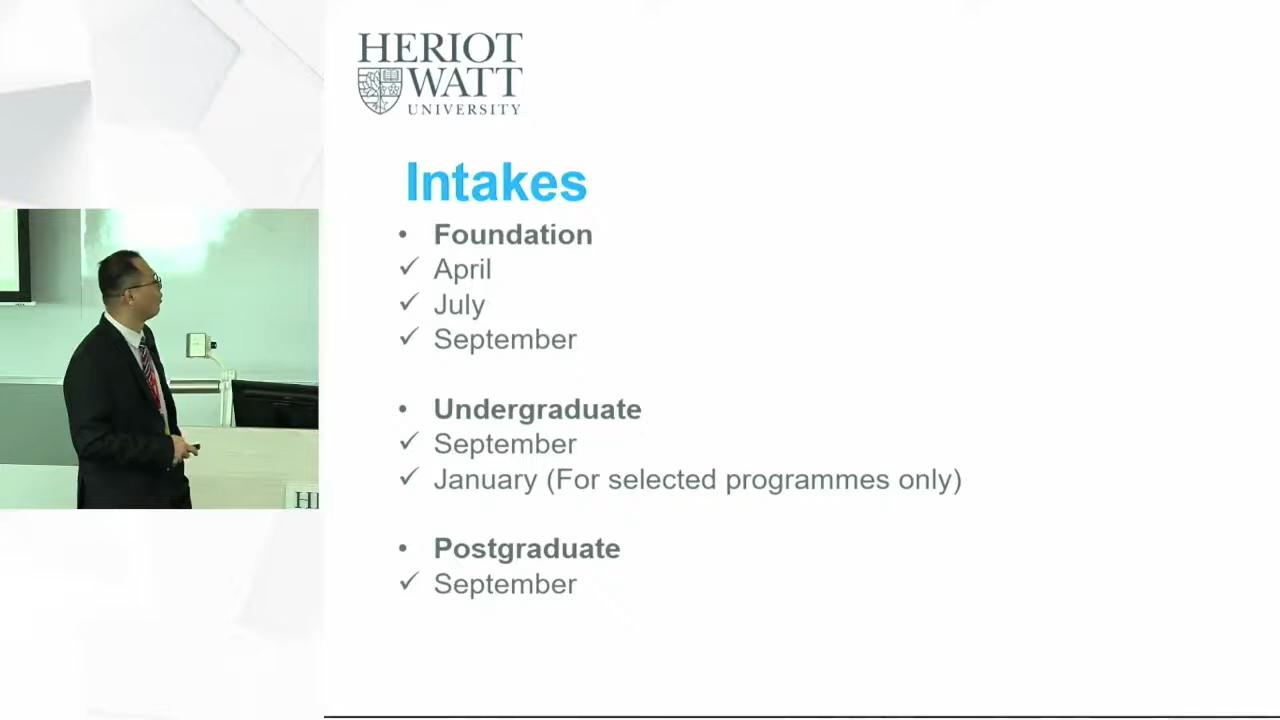 HERIOT
WATT
UNIVERSITY
Intakes
• Foundation
✓ April
✓ July
✓ September
• Undergraduate
✓ September
✓ January (For selected programmes only)
• Postgraduate
✓ September